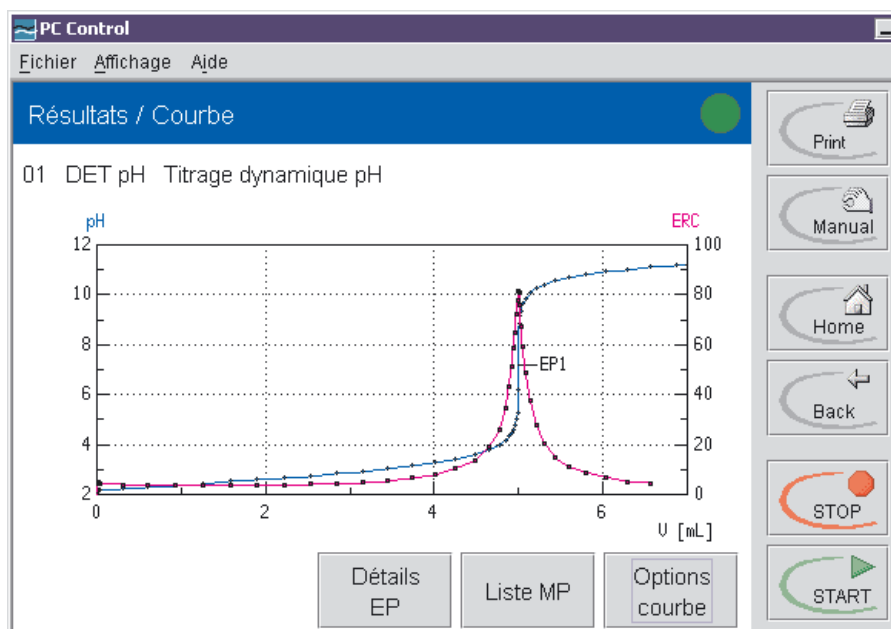 PC Control
Fichier Affichage Aide
Résultats / Courbe
01 DET pH Titrage dynamique pH
pH
ERC
12
10
8
6
4
2
100
80
60
40
20
0
EP1
0
2
4
6
V [mL]
Détails
EP
Liste MP
Options
courbe
Print
Manual
Home
Back
STOP
START